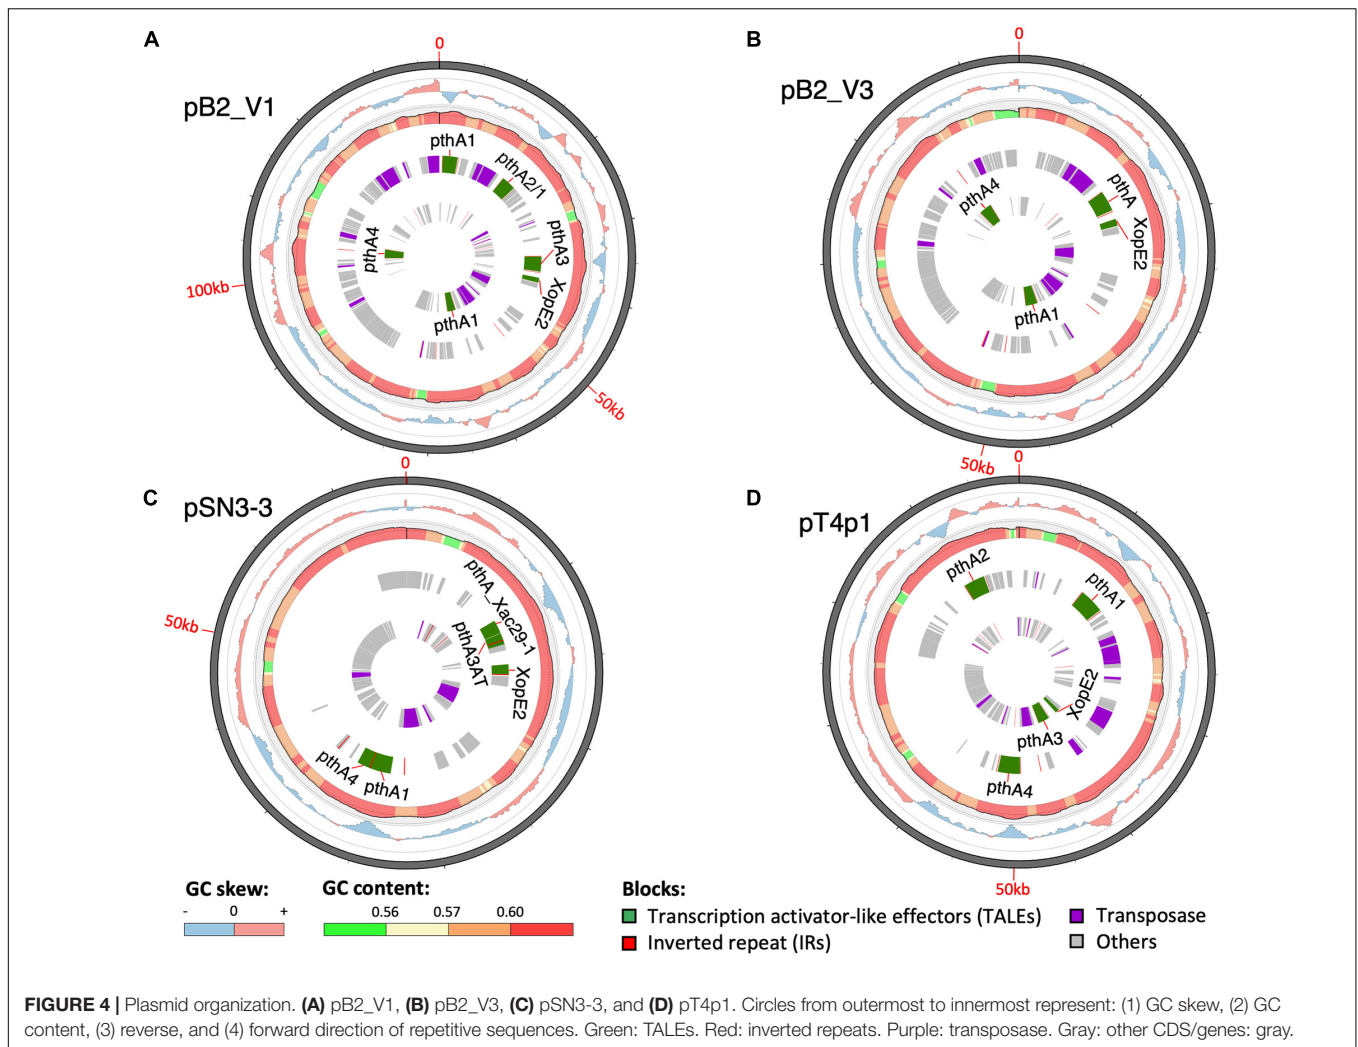 A
0
pB2_V1
pthA1
pthA2/1
pthA3
XopE2
pthA4
pthA1
100kb
50kb
B
0
pB2_V3
pthA4
pthA
XopE2
pthA1
50kb
C
0
pSN3-3
pthA_Xac29-1
pthA3AT
XopE2
50kb
pthA4
pthA1
D
0
pT4p1
pthA2
pthA1
XopE2
pthA3
pthA4
50kb
GC skew:
- 0 +
GC content:
0.56 0.57 0.60
Blocks:
Transcription activator-like effectors (TALEs)
Inverted repeat (IRs)
Transposase
Others
FIGURE 4 | Plasmid organization. (A) pB2_V1, (B) pB2_V3, (C) pSN3-3, and (D) pT4p1. Circles from outermost to innermost represent: (1) GC skew, (2) GC
content, (3) reverse, and (4) forward direction of repetitive sequences. Green: TALEs. Red: inverted repeats. Purple: transposase. Gray: other CDS/genes: gray.